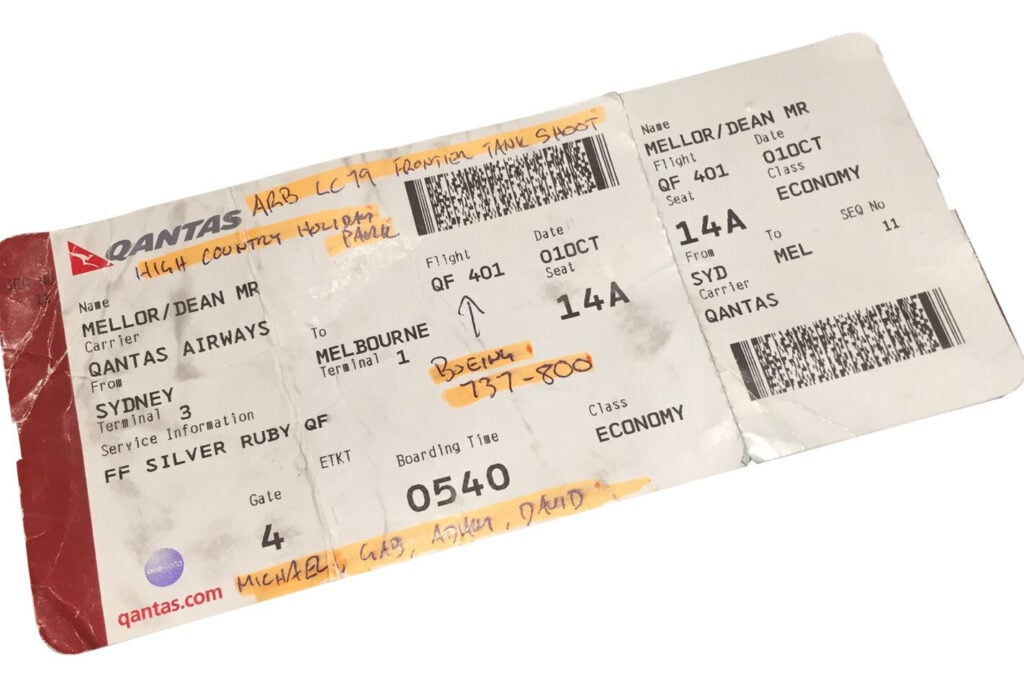 ARB LC79 FRONTIER TANK SHOOT
QANTAS
HIGH COUNTRY HOLIDAY
PARK
Name
MELLOR/DEAN MR
Carrier
QANTAS AIRWAYS
From
SYDNEY
Terminal 3
Service Information
FF SILVER RUBY QF
To
MELBOURNE
Terminal 1
Flight
QF 401
Date
01OCT
Seat
14A
BOEING
737-800
ETKT
Boarding Time
0540
Class
ECONOMY
Gate
4
oneworld
qantas.com
MICHAEL, GAB, DAVID
Name
MELLOR/DEAN MR
Flight
QF 401
Date
01OCT
Seat
14A
Class
ECONOMY
From
SYD
To
MEL
SEQ No
11
Carrier
QANTAS